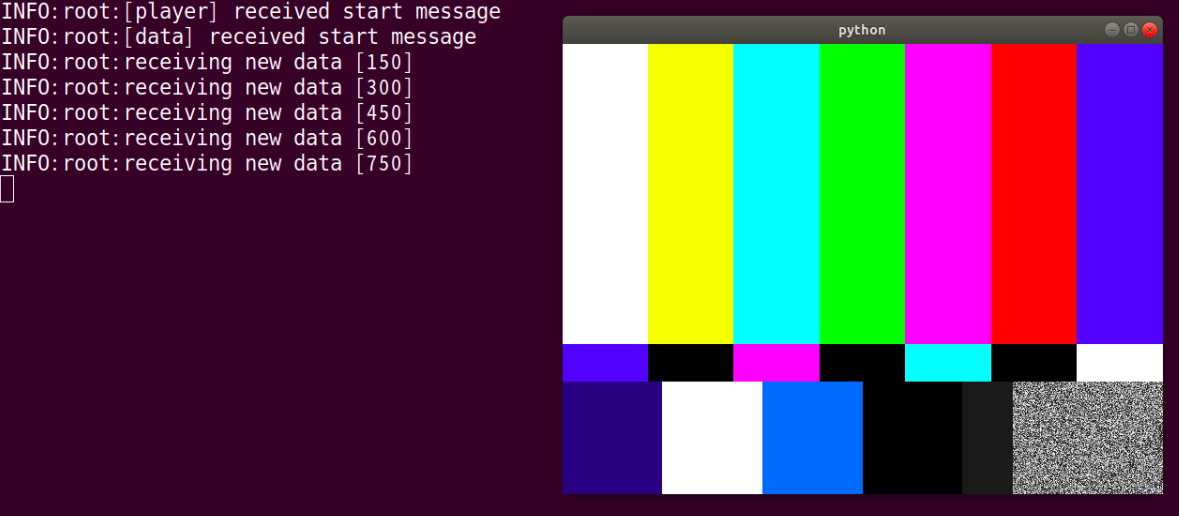 INFO:root:[player] received start message
INFO:root:[data] received start message
INFO:root:receiving new data [150]
INFO:root:receiving new data [300]
INFO:root:receiving new data [450]
INFO:root:receiving new data [600]
INFO:root:receiving new data [750]
python